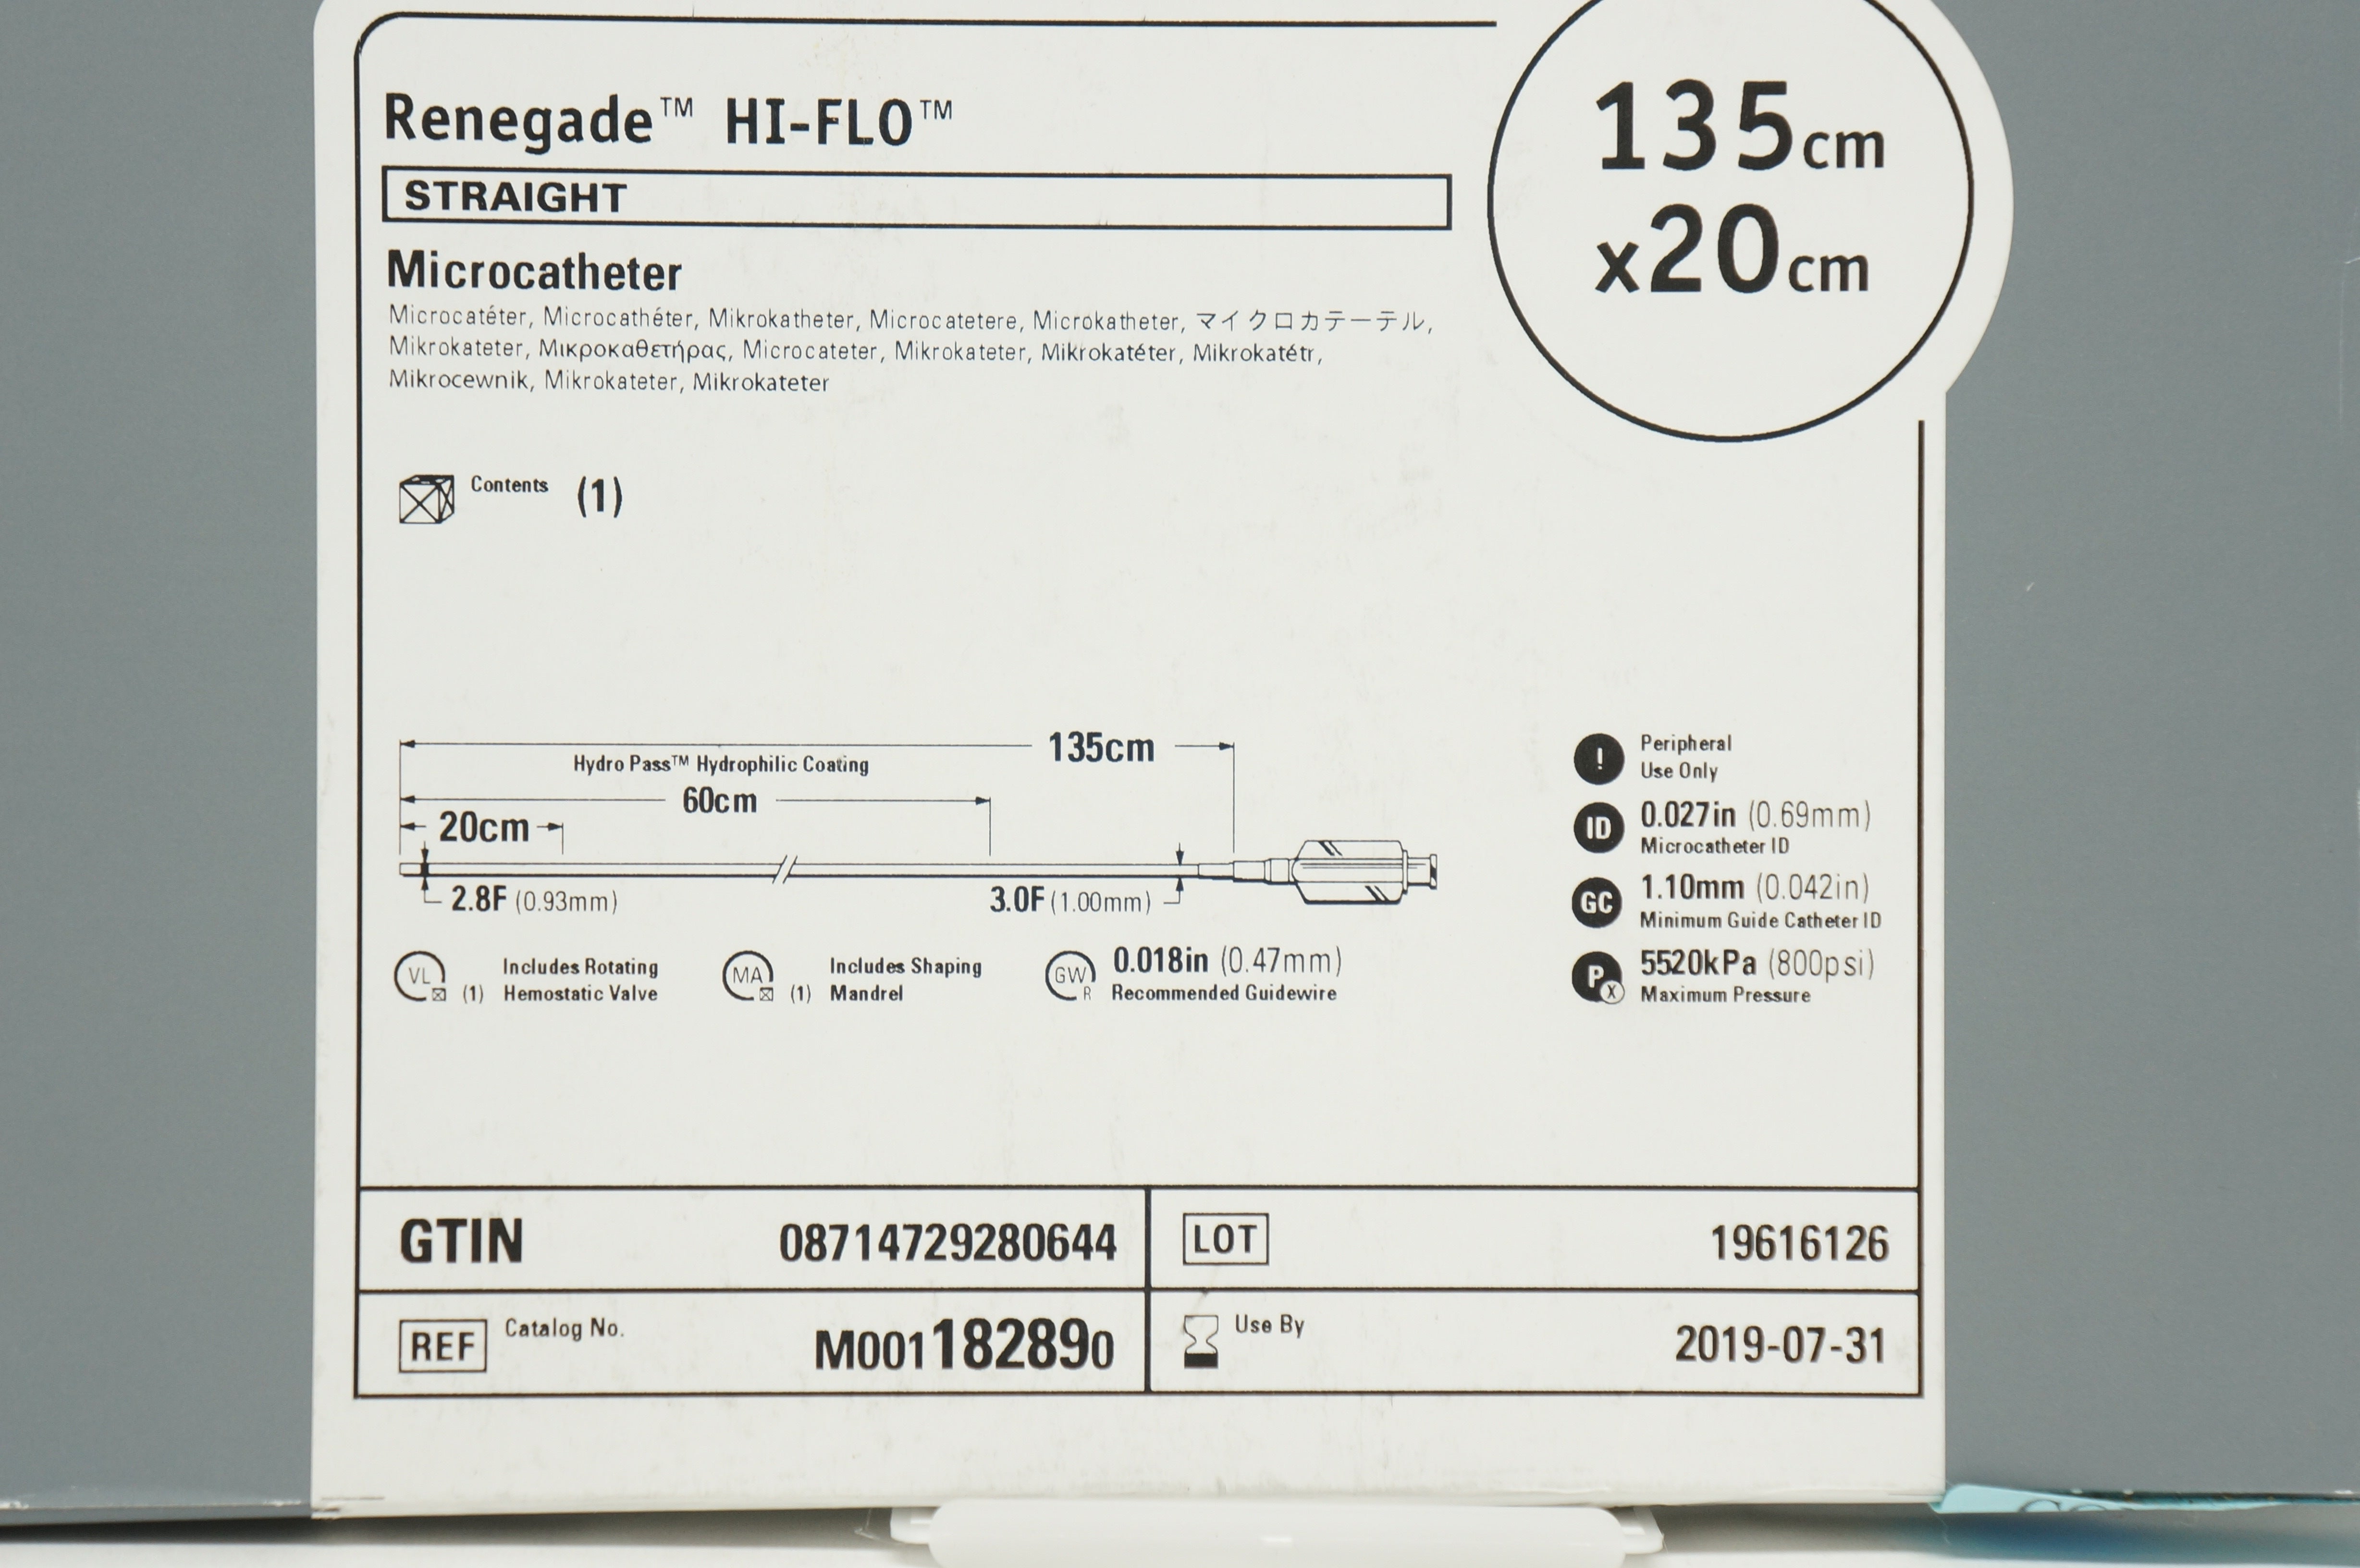 Renegade™ HI-FLO™
STRAIGHT
135cm
x20cm
Microcatheter
Microcatéter, Microcathéter, Mikrokatheter, Microcatetere, Microkatheter, マイクロカテーテル,
Mikrokateter, Μικροκαθετήρας, Microcateter, Mikrokateter, Mikrokatéter, Mikrokatétr,
Mikrocewnik, Mikrokateter, Mikrokateter
Contents (1)
135cm
Hydro Pass™ Hydrophilic Coating
60cm
20cm
2.8F (0.93mm)
3.0F (1.00mm)
VL (1) Includes Rotating
Hemostatic Valve
MA (1) Includes Shaping
Mandrel
GW R 0.018in (0.47mm)
Recommended Guidewire
! Peripheral
Use Only
ID 0.027in (0.69mm)
Microcatheter ID
GC 1.10mm (0.042in)
Minimum Guide Catheter ID
P X 5520kPa (800psi)
Maximum Pressure
GTIN 08714729280644
LOT 19616126
REF Catalog No. M001182890
Use By 2019-07-31